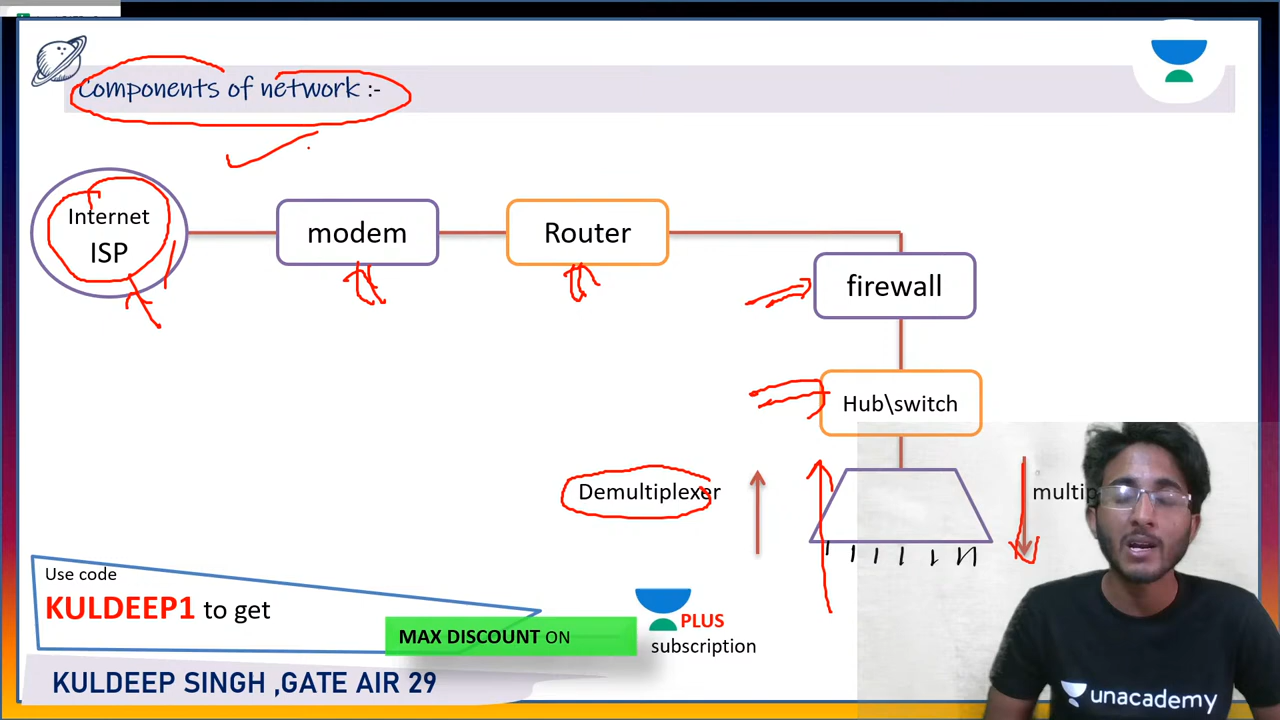 Components of network :-
Internet
ISP
modem
Router
firewall
Hub\switch
Demultiplexer
Use code
KULDEEP1 to get
MAX DISCOUNT ON
PLUS
subscription
KULDEEP SINGH ,GATE AIR 29
unacademy